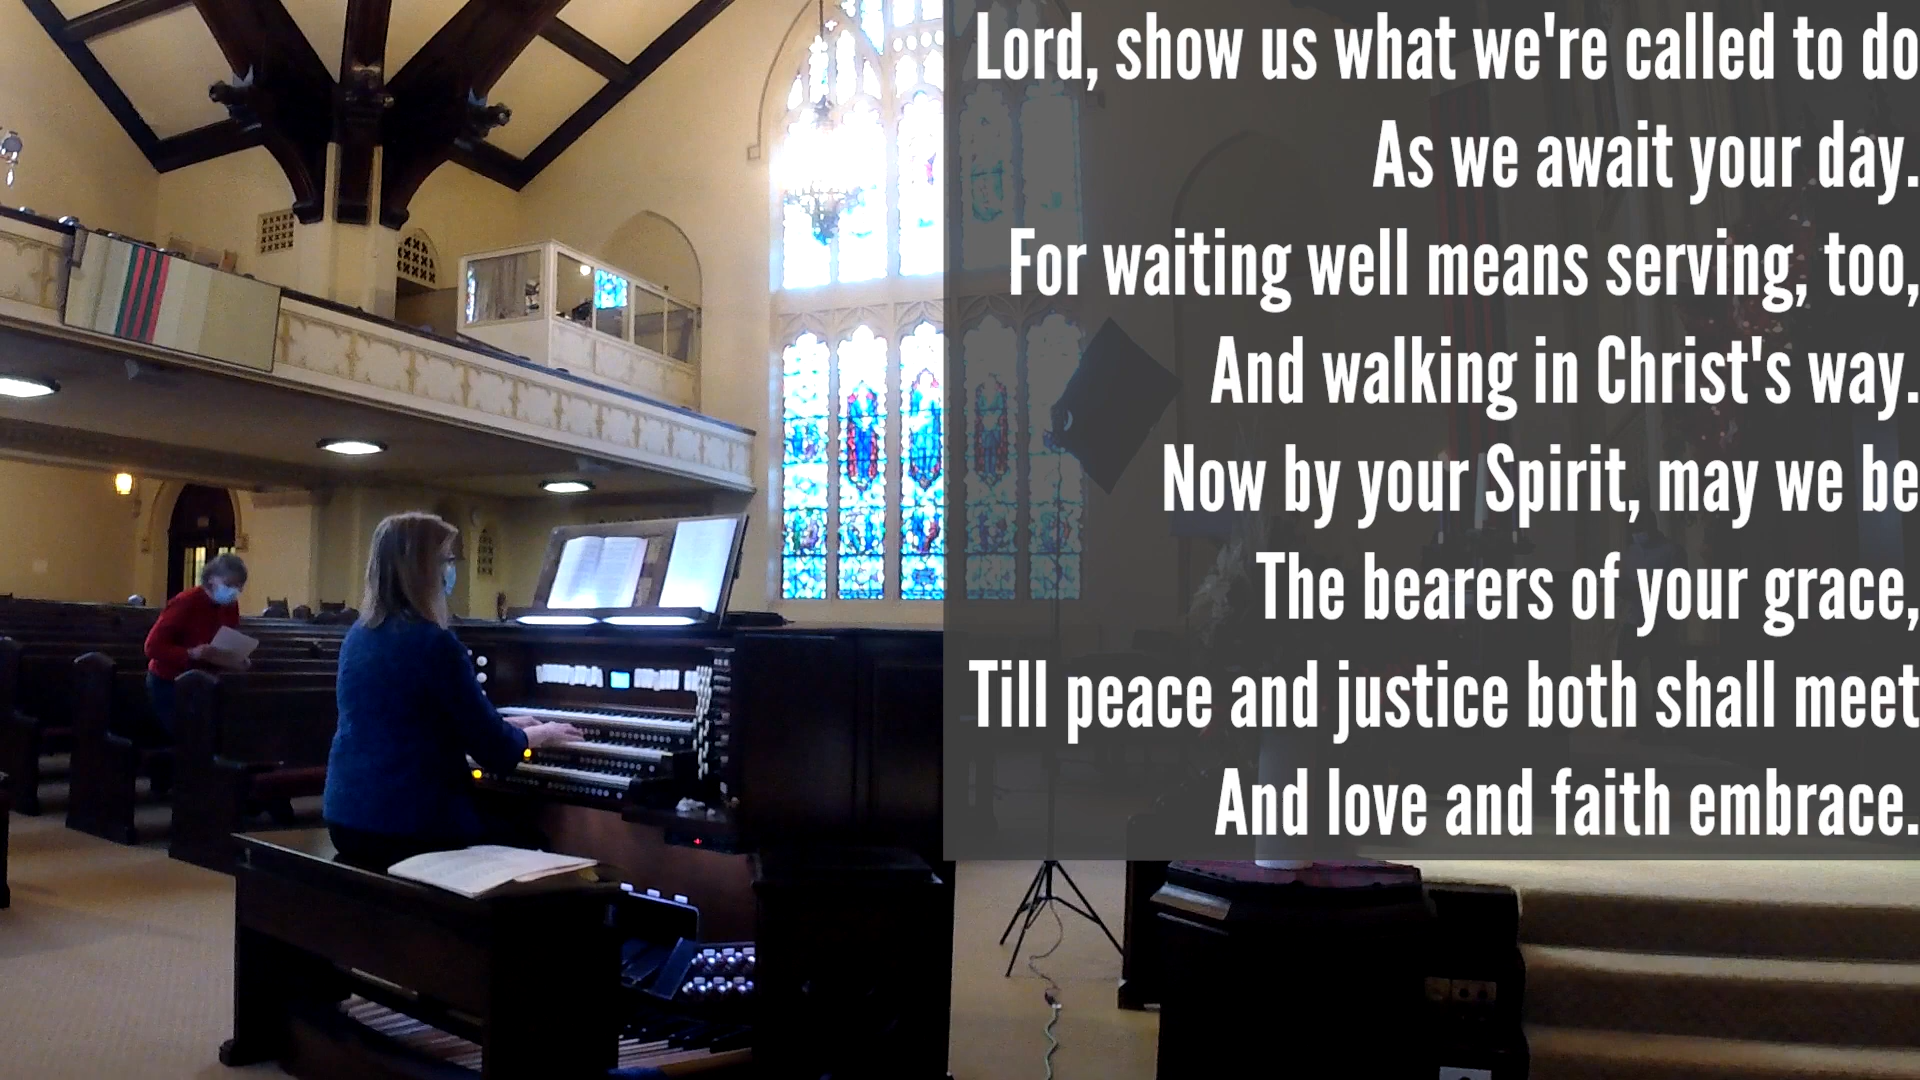 Lord, show us what we're called to do
As we await your day.
For waiting well means serving, too,
And walking in Christ's way.
Now by your Spirit, may we be
The bearers of your grace,
Till peace and justice both shall meet
And love and faith embrace.